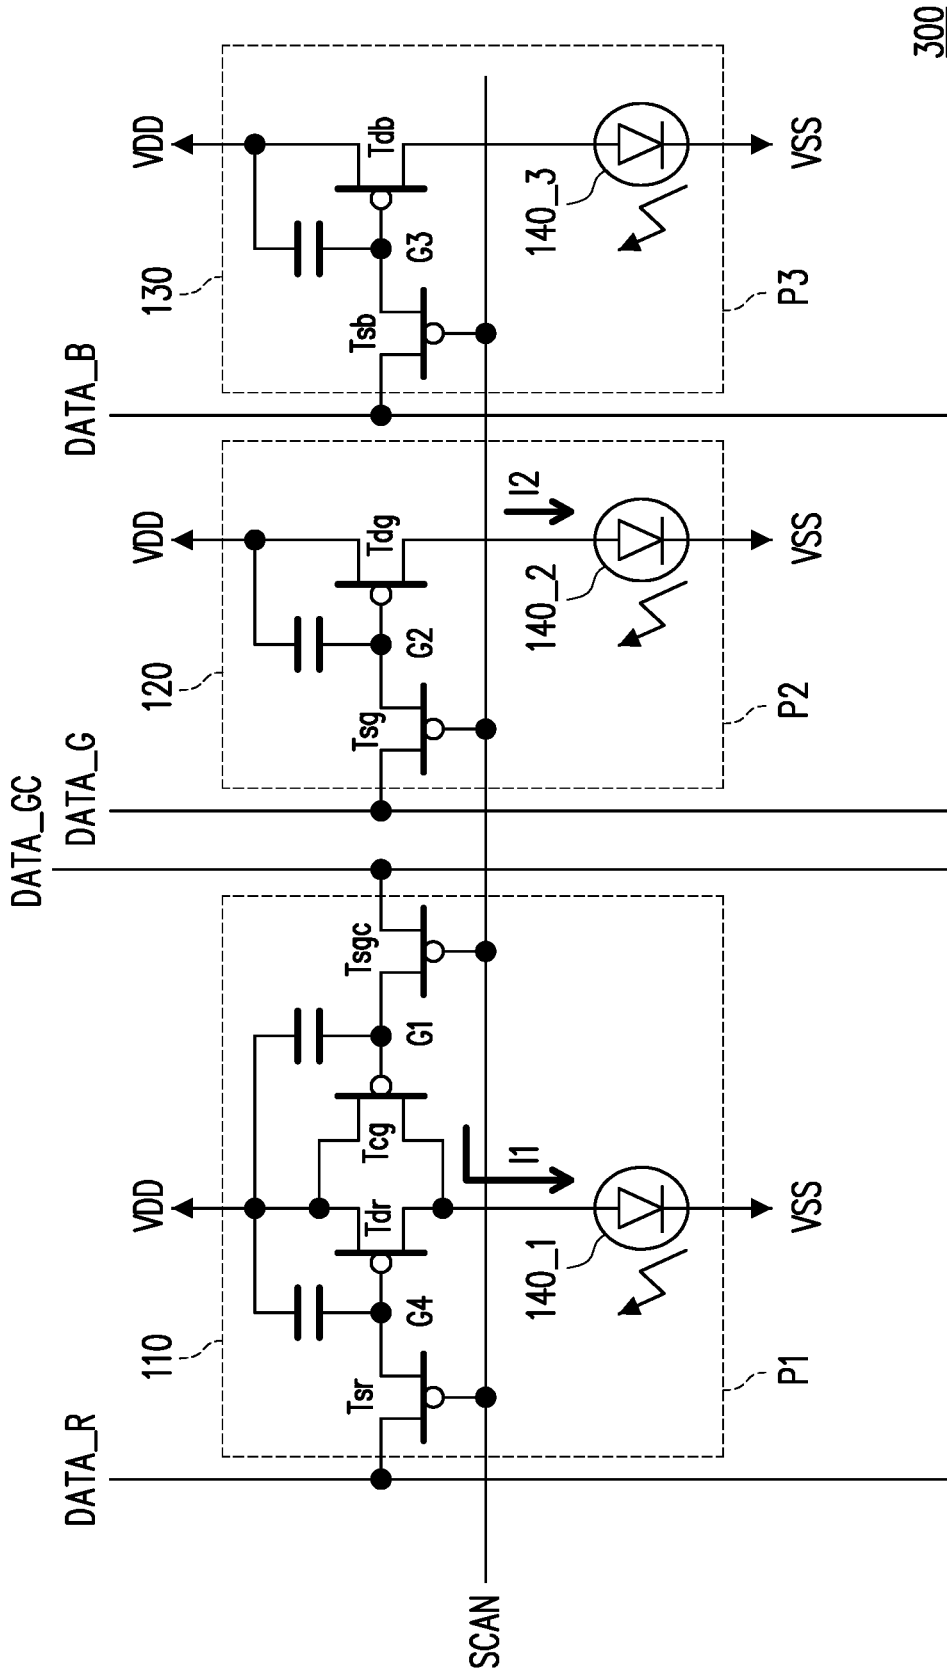 DATA_GC
DATA_R
DATA_G
DATA_B
110
VDD
120
VDD
130
VDD
Tsr
Tdr
Tcg
Tsgc
Tsg
Tdg
Tsb
Tdb
G4
G1
G2
G3
SCAN
I1
I2
140_1
140_2
140_3
P1
VSS
P2
VSS
P3
VSS
300